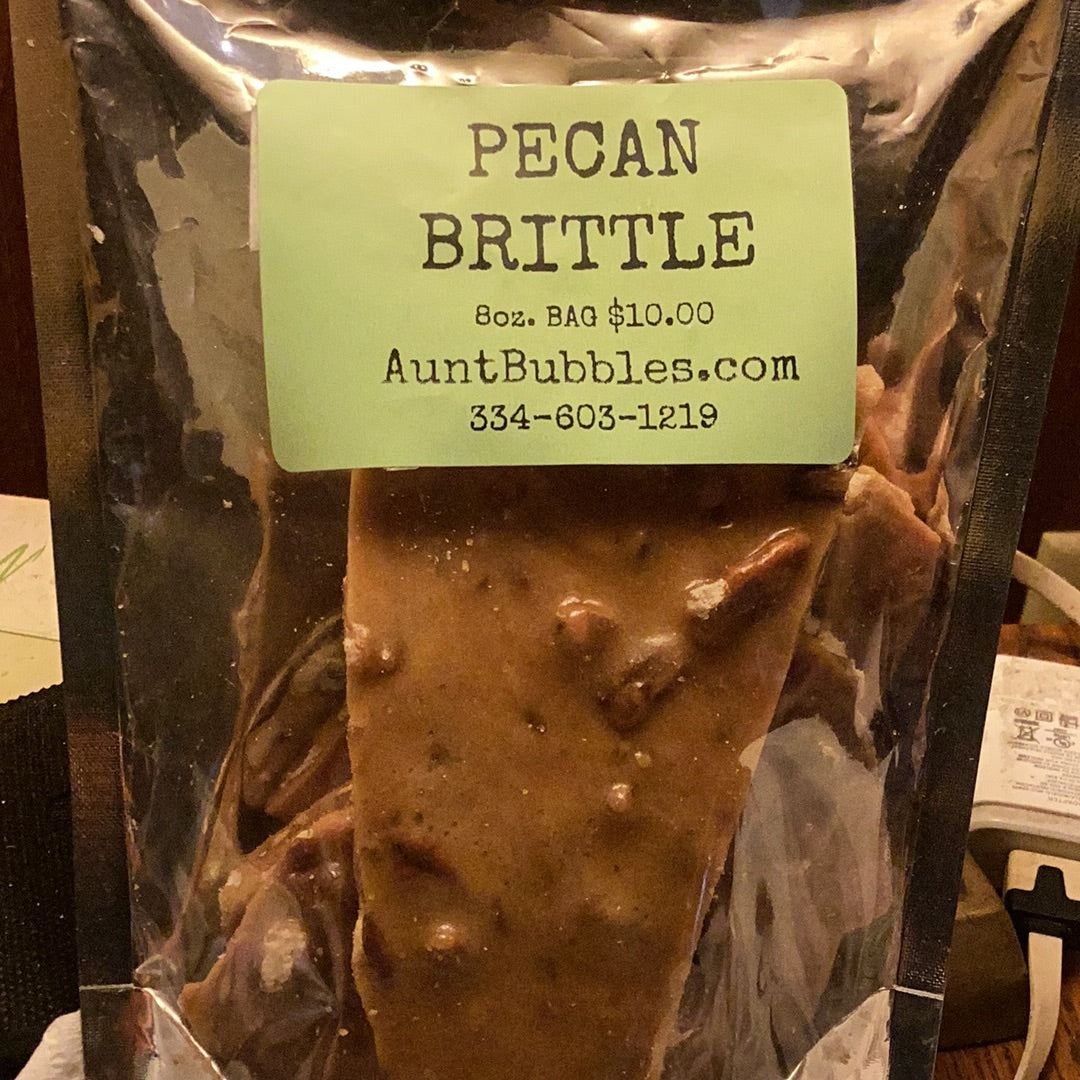 PECAN
BRITTLE
8oz. BAG $10.00
AuntBubbles.com
334-603-1219